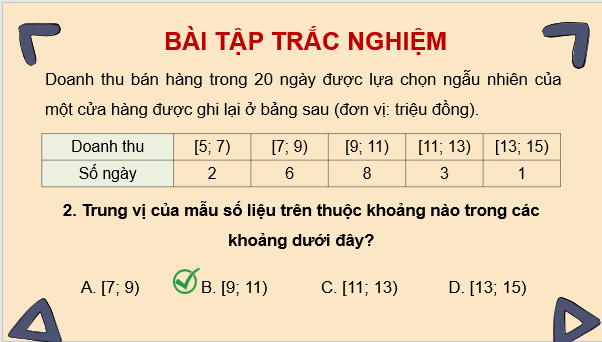 BÀI TẬP TRẮC NGHIỆM
Doanh thu bán hàng trong 20 ngày được lựa chọn ngẫu nhiên của
một cửa hàng được ghi lại ở bảng sau (đơn vị: triệu đồng).
Doanh thu [5; 7) [7; 9) [9; 11) [11; 13) [13; 15)
Số ngày 2 6 8 3 1
2. Trung vị của mẫu số liệu trên thuộc khoảng nào trong các
khoảng dưới đây?
A. [7; 9) B. [9; 11) C. [11; 13) D. [13; 15)